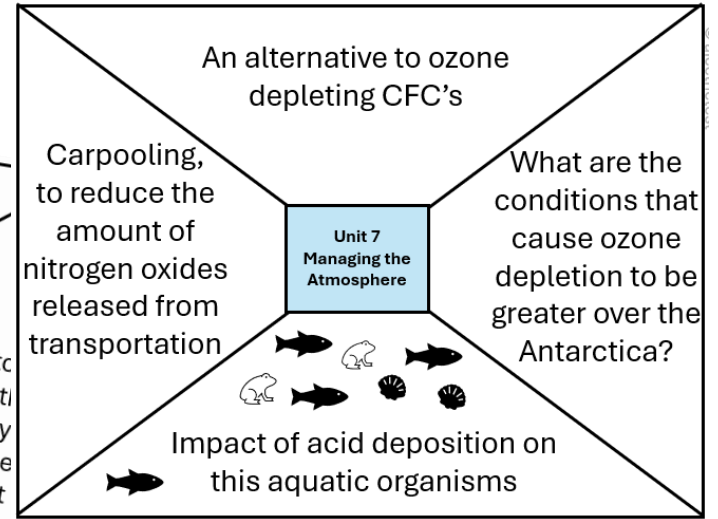 An alternative to ozone
depleting CFC's
Carpooling,
to reduce the
amount of
nitrogen oxides
released from
transportation
Unit 7
Managing the
Atmosphere
What are the
conditions that
cause ozone
depletion to be
greater over the
Antarctica?
Impact of acid deposition on
this aquatic organisms